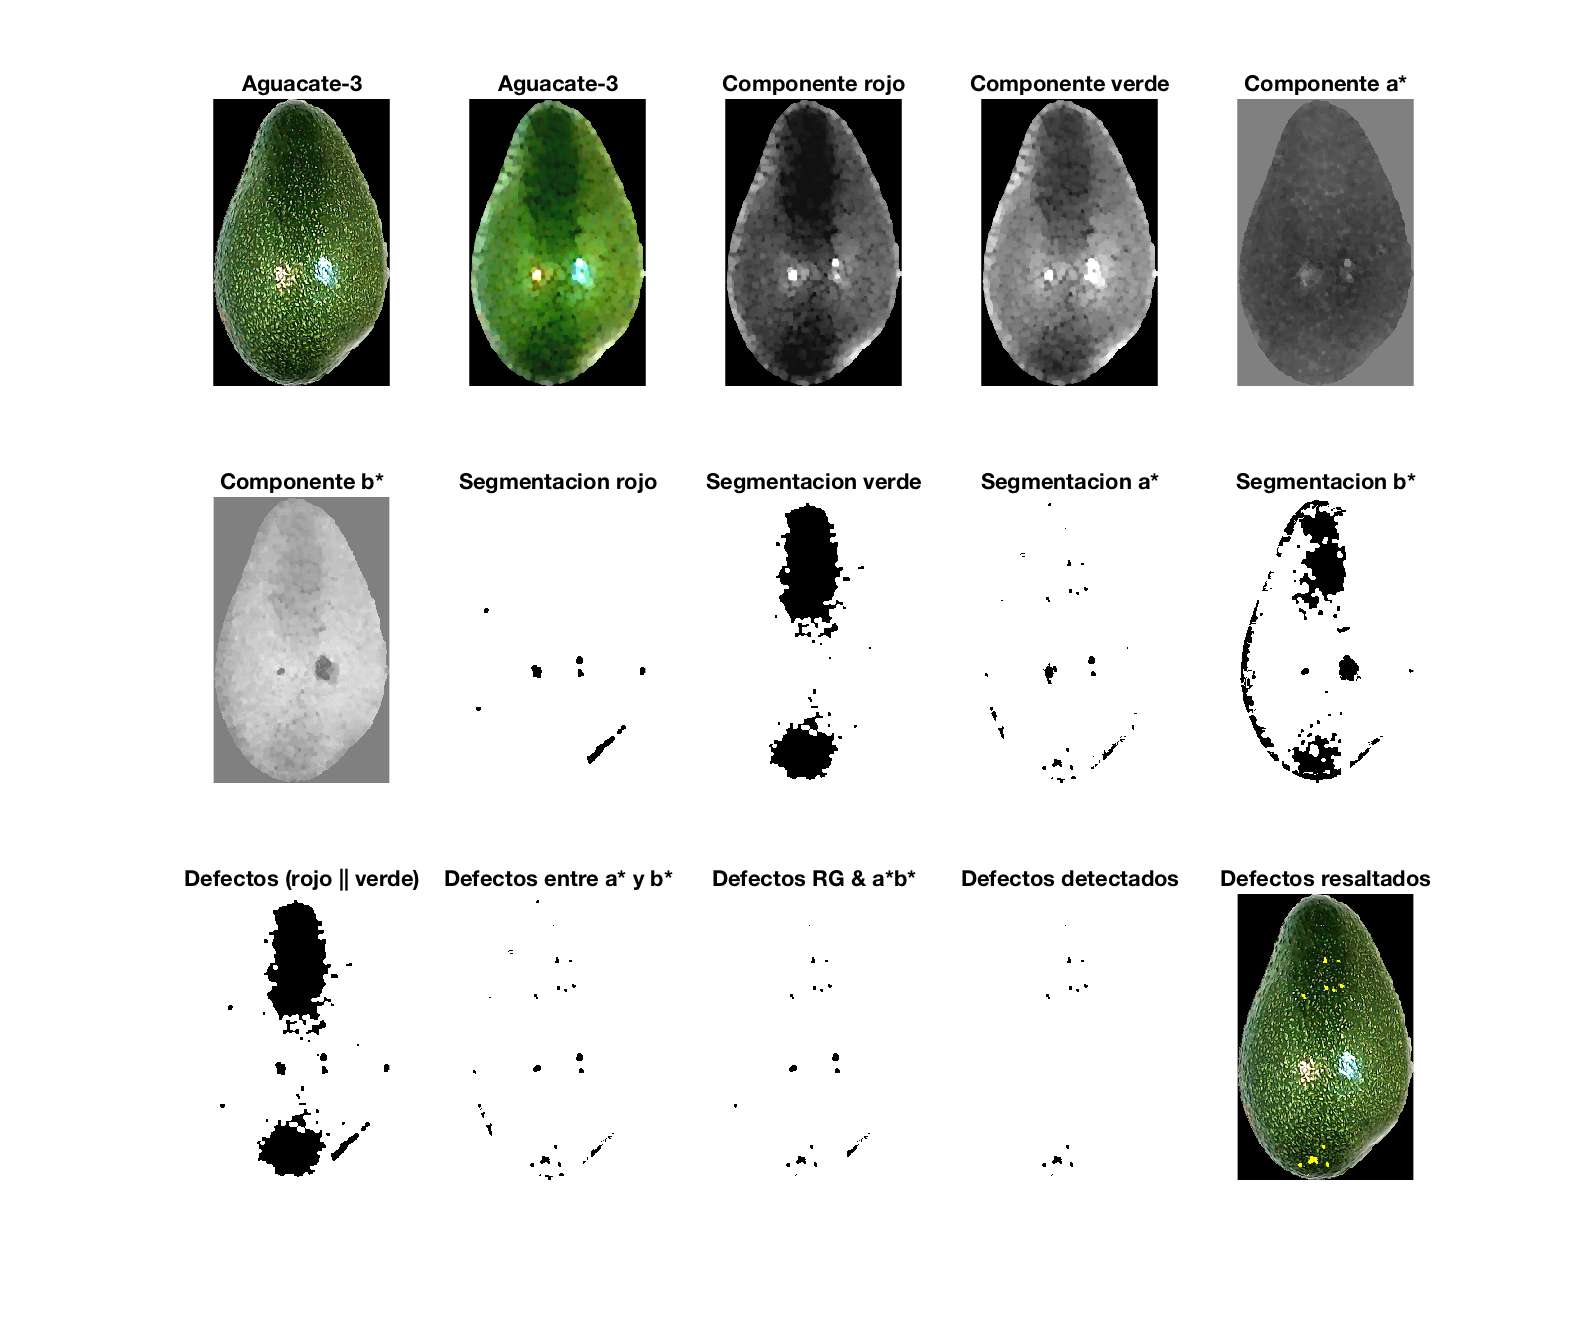 Aguacate-3
Aguacate-3
Componente rojo
Componente verde
Componente a*
Componente b*
Segmentacion rojo
Segmentacion verde
Segmentacion a*
Segmentacion b*
Defectos (rojo || verde)
Defectos entre a* y b*
Defectos RG & a*b*
Defectos detectados
Defectos resaltados